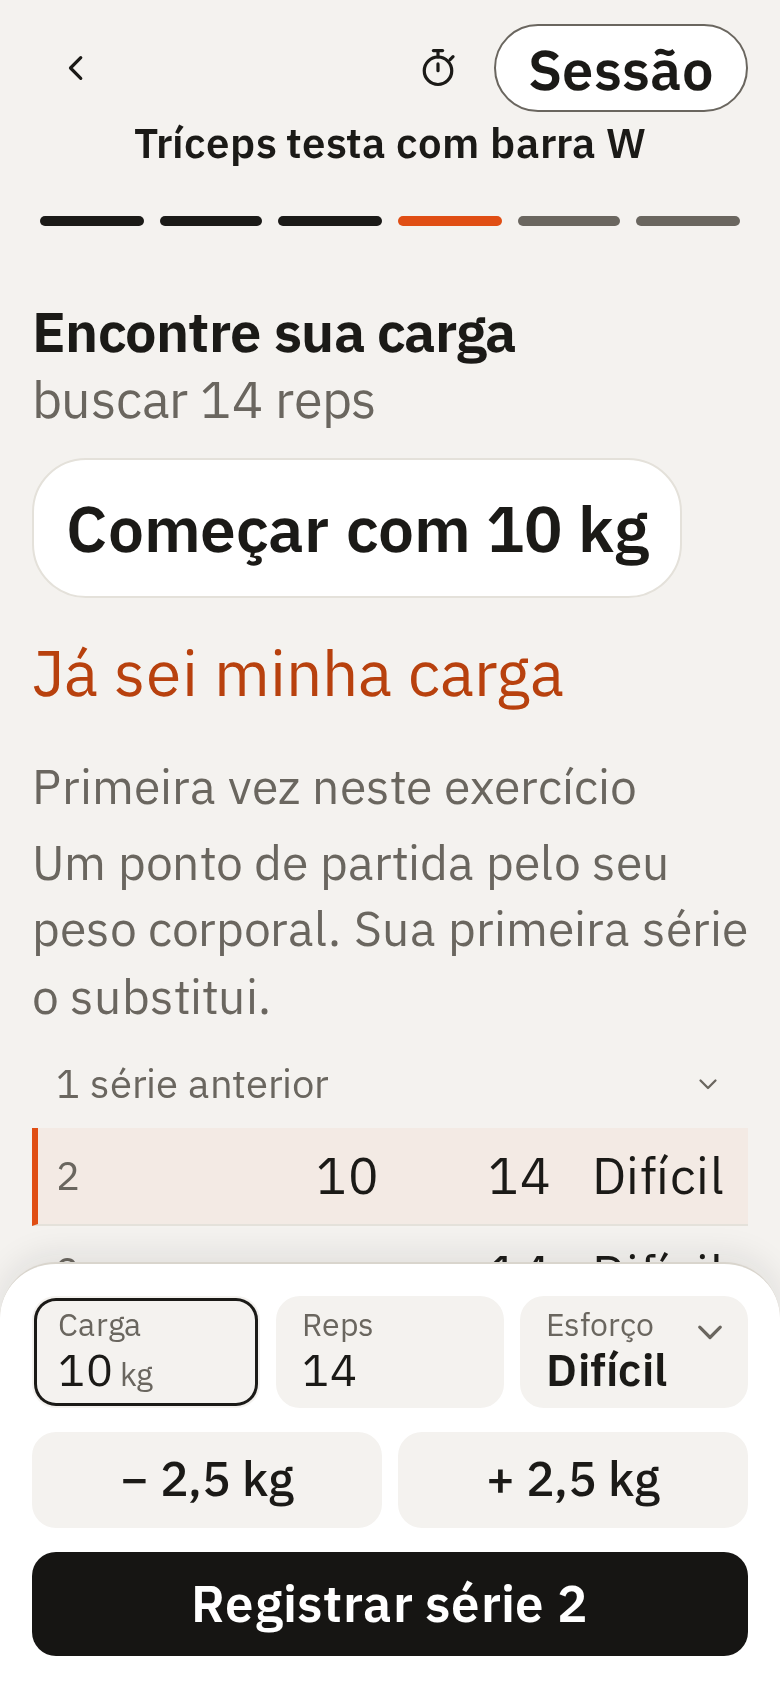 Sessão
Tríceps testa com barra W
Encontre sua carga
buscar 14 reps
Começar com 10 kg
Já sei minha carga
Primeira vez neste exercício
Um ponto de partida pelo seu
peso corporal. Sua primeira série
o substitui.
1 série anterior
2 10 14 Difícil
14 Difícil
Carga Reps Esforço
10 kg 14 Difícil
− 2,5 kg + 2,5 kg
Registrar série 2